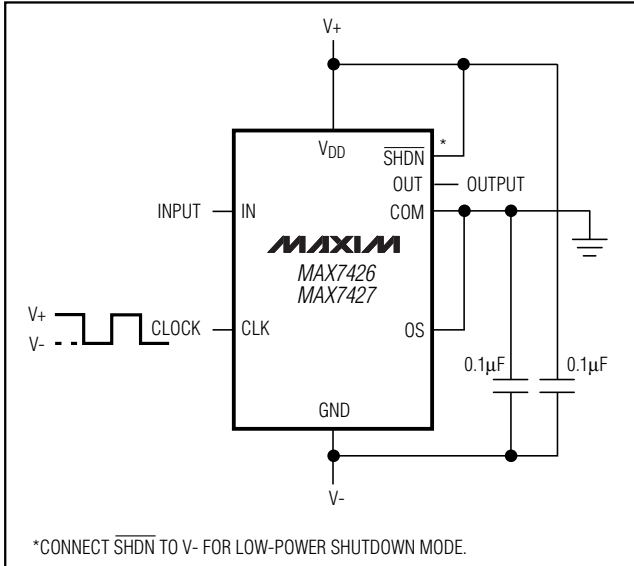 V+
VDD
SHDN
*
OUT
OUTPUT
INPUT
IN
COM
MAXIM
MAX7426
MAX7427
V+
V-
CLOCK
CLK
OS
0.1µF
0.1µF
GND
V-
*CONNECT SHDN TO V- FOR LOW-POWER SHUTDOWN MODE.